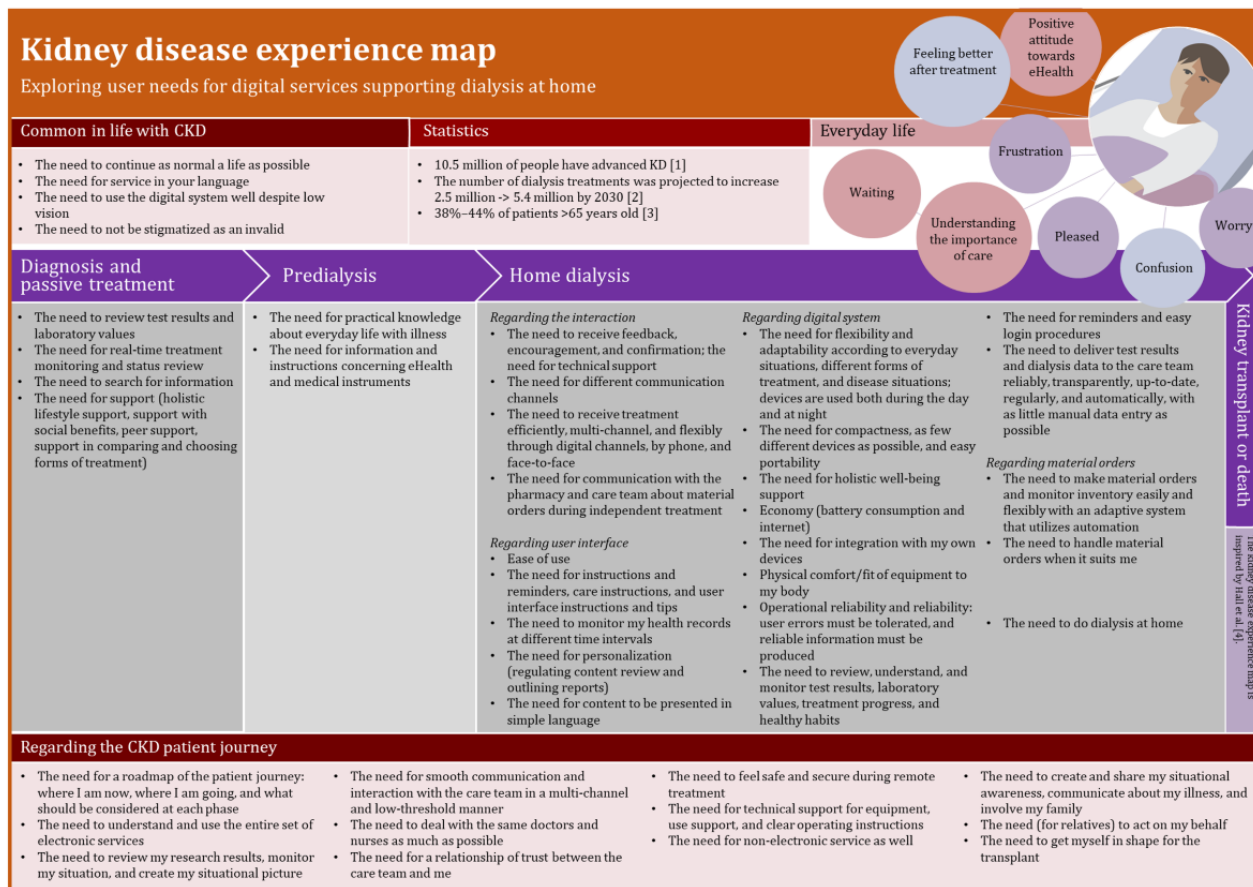 Kidney disease experience map
Exploring user needs for digital services supporting dialysis at home
Feeling better
after treatment
Positive
attitude
towards
eHealth
Common in life with CKD
• The need to continue as normal a life as possible
• The need for service in your language
• The need to use the digital system well despite low
vision
• The need to not be stigmatized as an invalid
Statistics
• 10.5 million of people have advanced KD [1]
• The number of dialysis treatments was projected to increase
2.5 million -> 5.4 million by 2030 [2]
• 38%–44% of patients >65 years old [3]
Everyday life
Frustration
Waiting
Understanding
the importance
of care
Pleased
Confusion
Worry
Diagnosis and
passive treatment
• The need to review test results and
laboratory values
• The need for real-time treatment
monitoring and status review
• The need to search for information
• The need for support (holistic
lifestyle support, support with
social benefits, peer support,
support in comparing and choosing
forms of treatment)
Predialysis
• The need for practical knowledge
about everyday life with illness
• The need for information and
instructions concerning eHealth
and medical instruments
Home dialysis
Regarding the interaction
• The need to receive feedback,
encouragement, and confirmation; the
need for technical support
• The need for different communication
channels
• The need to receive treatment
efficiently, multi-channel, and flexibly
through digital channels, by phone, and
face-to-face
• The need for communication with the
pharmacy and care team about material
orders during independent treatment
Regarding user interface
• Ease of use
• The need for instructions and
reminders, care instructions, and user
interface instructions and tips
• The need to monitor my health records
at different time intervals
• The need for personalization
(regulating content review and
outlining reports)
• The need for content to be presented in
simple language
Regarding digital system
• The need for flexibility and
adaptability according to everyday
situations, different forms of
treatment, and disease situations;
devices are used both during the day
and at night
• The need for compactness, as few
different devices as possible, and easy
portability
• The need for holistic well-being
support
• Economy (battery consumption and
internet)
• The need for integration with my own
devices
• Physical comfort/fit of equipment to
my body
• Operational reliability and reliability:
user errors must be tolerated, and
reliable information must be
produced
• The need to review, understand, and
monitor test results, laboratory
values, treatment progress, and
healthy habits
• The need for reminders and easy
login procedures
• The need to deliver test results
and dialysis data to the care team
reliably, transparently, up-to-date,
regularly, and automatically, with
as little manual data entry as
possible
Regarding material orders
• The need to make material orders
and monitor inventory easily and
flexibly with an adaptive system
that utilizes automation
• The need to handle material
orders when it suits me
• The need to do dialysis at home
Kidney transplant or death
The kidney disease experience map is
inspired by Hall et al. [4].
Regarding the CKD patient journey
• The need for a roadmap of the patient journey:
where I am now, where I am going, and what
should be considered at each phase
• The need to understand and use the entire set of
electronic services
• The need to review my research results, monitor
my situation, and create my situational picture
• The need for smooth communication and
interaction with the care team in a multi-channel
and low-threshold manner
• The need to deal with the same doctors and
nurses as much as possible
• The need for a relationship of trust between the
care team and me
• The need to feel safe and secure during remote
treatment
• The need for technical support for equipment,
use support, and clear operating instructions
• The need for non-electronic service as well
• The need to create and share my situational
awareness, communicate about my illness, and
involve my family
• The need (for relatives) to act on my behalf
• The need to get myself in shape for the
transplant